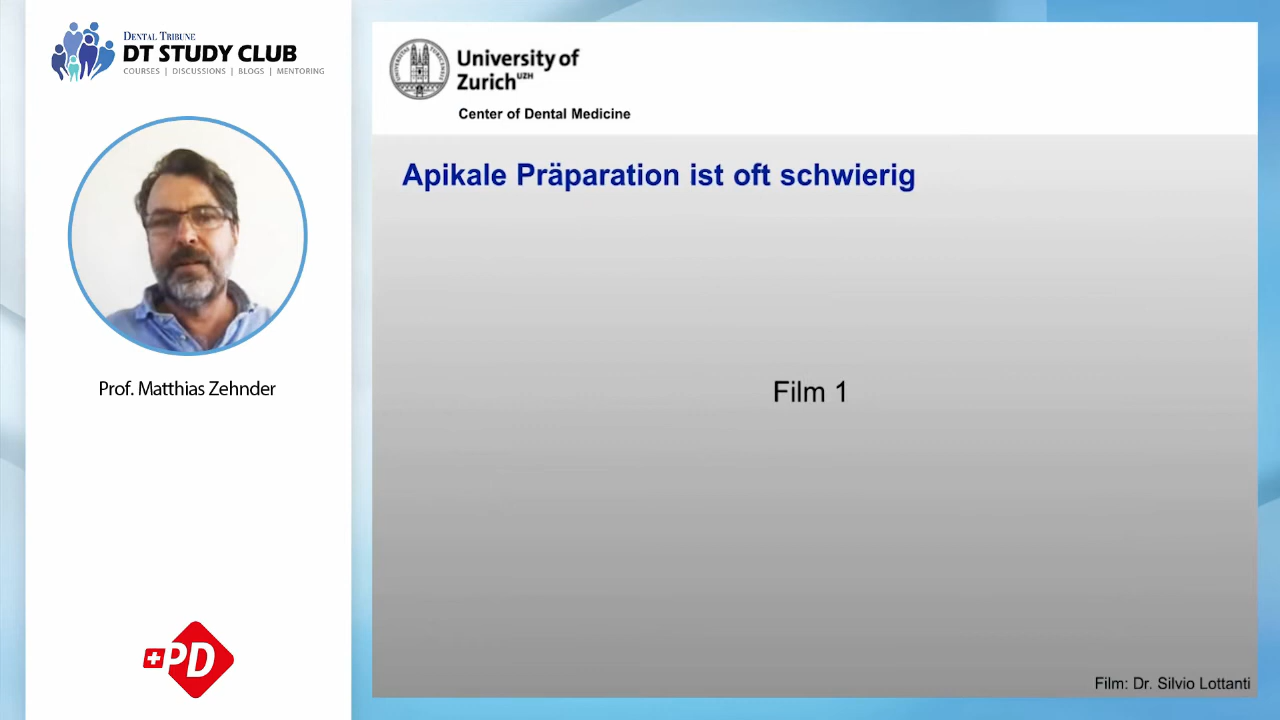 DENTAL TRIBUNE
DT STUDY CLUB
COURSES | DISCUSSIONS | BLOGS | MENTORING
Prof. Matthias Zehnder
PD
University of
Zurich UZH
Center of Dental Medicine
Apikale Präparation ist oft schwierig
Film 1
Film: Dr. Silvio Lottanti